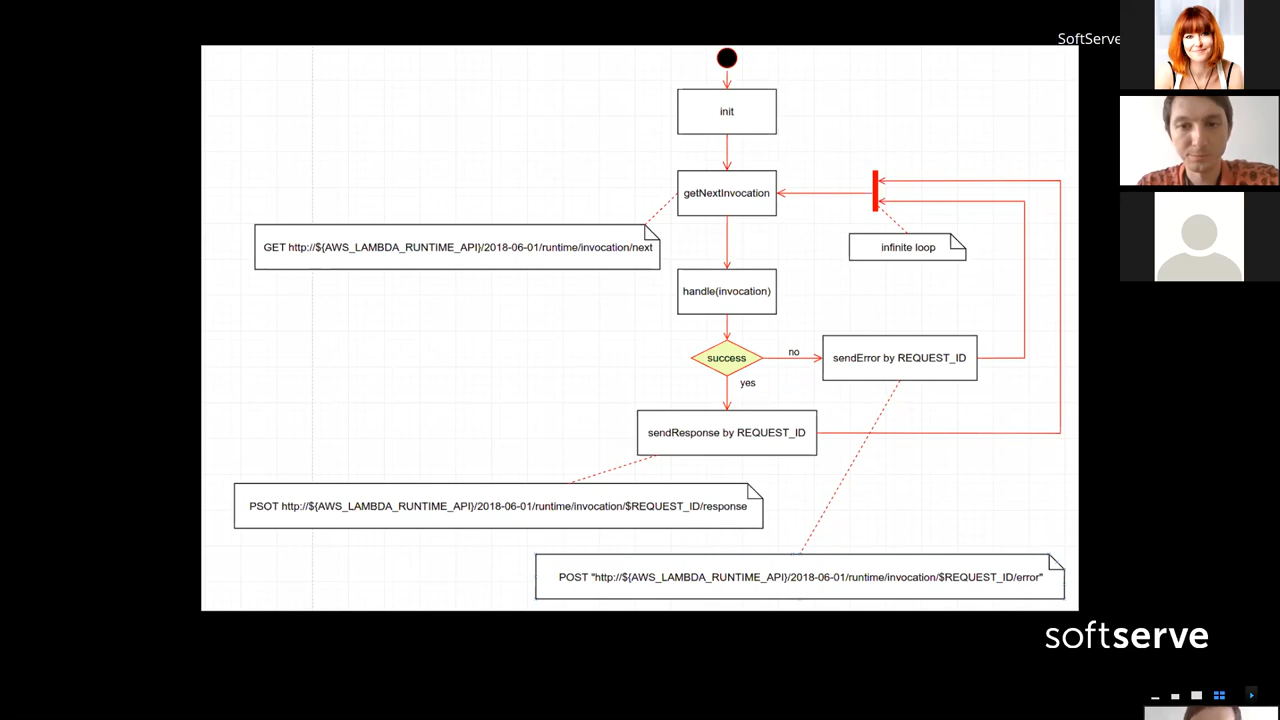 SoftServe
init
getNextInvocation
GET http://${AWS_LAMBDA_RUNTIME_API}/2018-06-01/runtime/invocation/next
infinite loop
handle(invocation)
success
no
sendError by REQUEST_ID
yes
sendResponse by REQUEST_ID
PSOT http://${AWS_LAMBDA_RUNTIME_API}/2018-06-01/runtime/invocation/$REQUEST_ID/response
POST "http://${AWS_LAMBDA_RUNTIME_API}/2018-06-01/runtime/invocation/$REQUEST_ID/error"
softserve